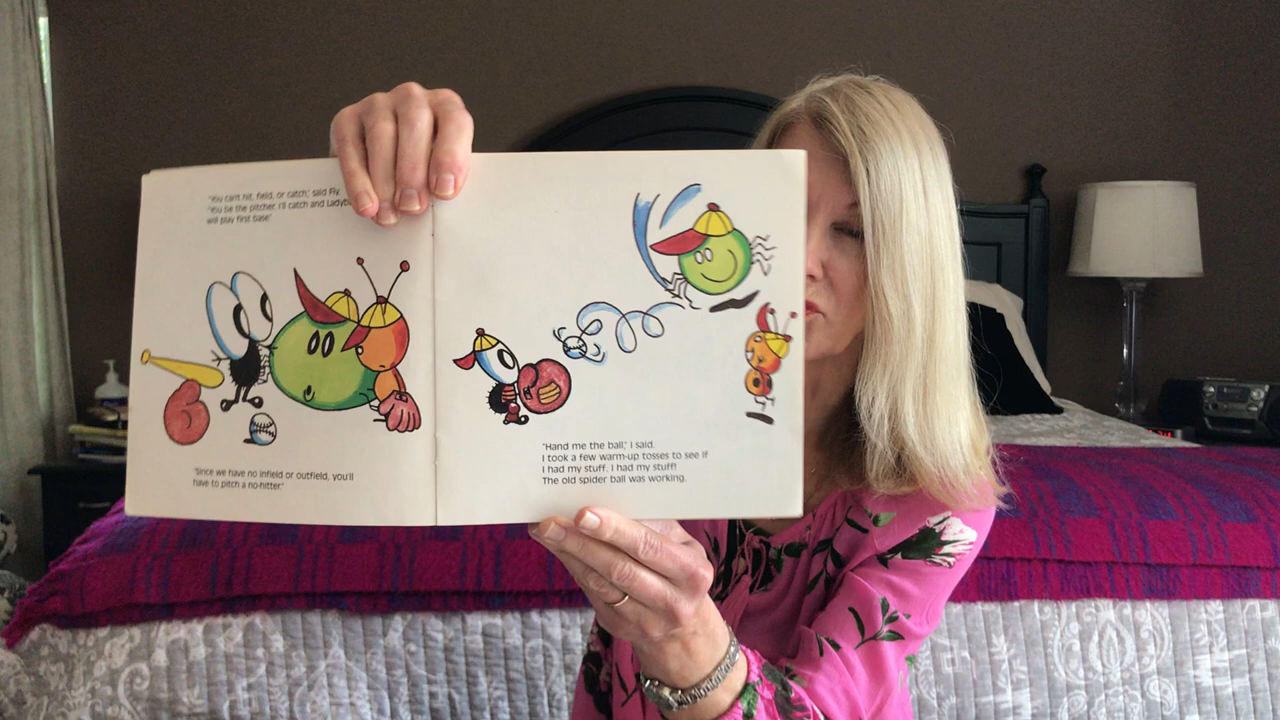 "You can't hit, field, or catch," said Fly.
"You be the pitcher. I'll catch and
will play first base."
"Since we have no infield or outfield, you'll
have to pitch a no-hitter."
"Hand me the ball," I said.
I took a few warm-up tosses to see if
I had my stuff. I had my stuff!
The old spider ball was working.